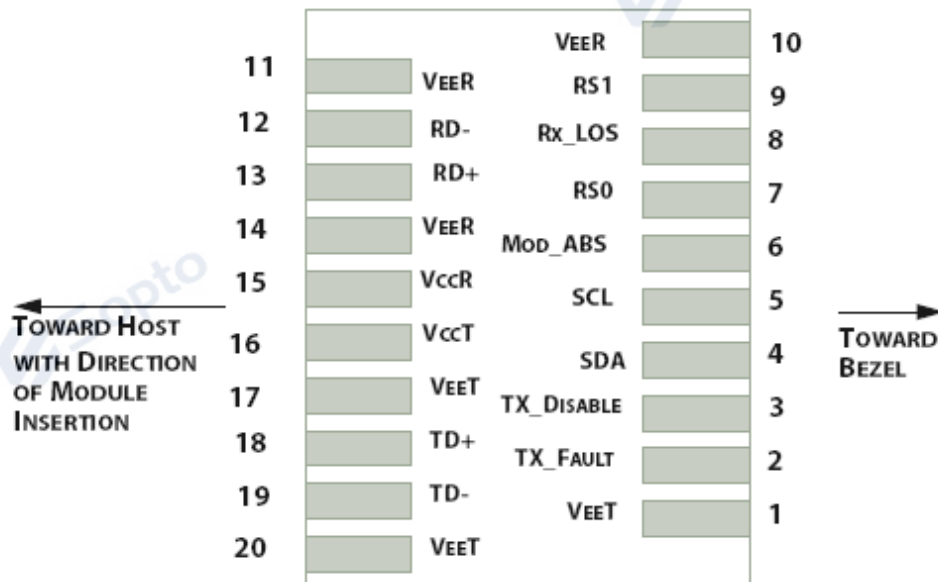 VEER 10
11 VEER
RS1 9
12 RD-
Rx_LOS 8
13 RD+
RS0 7
14 VEER
MOD_ABS 6
15 VCCR
SCL 5
TOWARD HOST
WITH DIRECTION
OF MODULE
INSERTION
16 VCCT
SDA 4
TOWARD
BEZEL
17 VEET
TX_DISABLE 3
18 TD+
TX_FAULT 2
19 TD-
VEET 1
20 VEET
Sopto